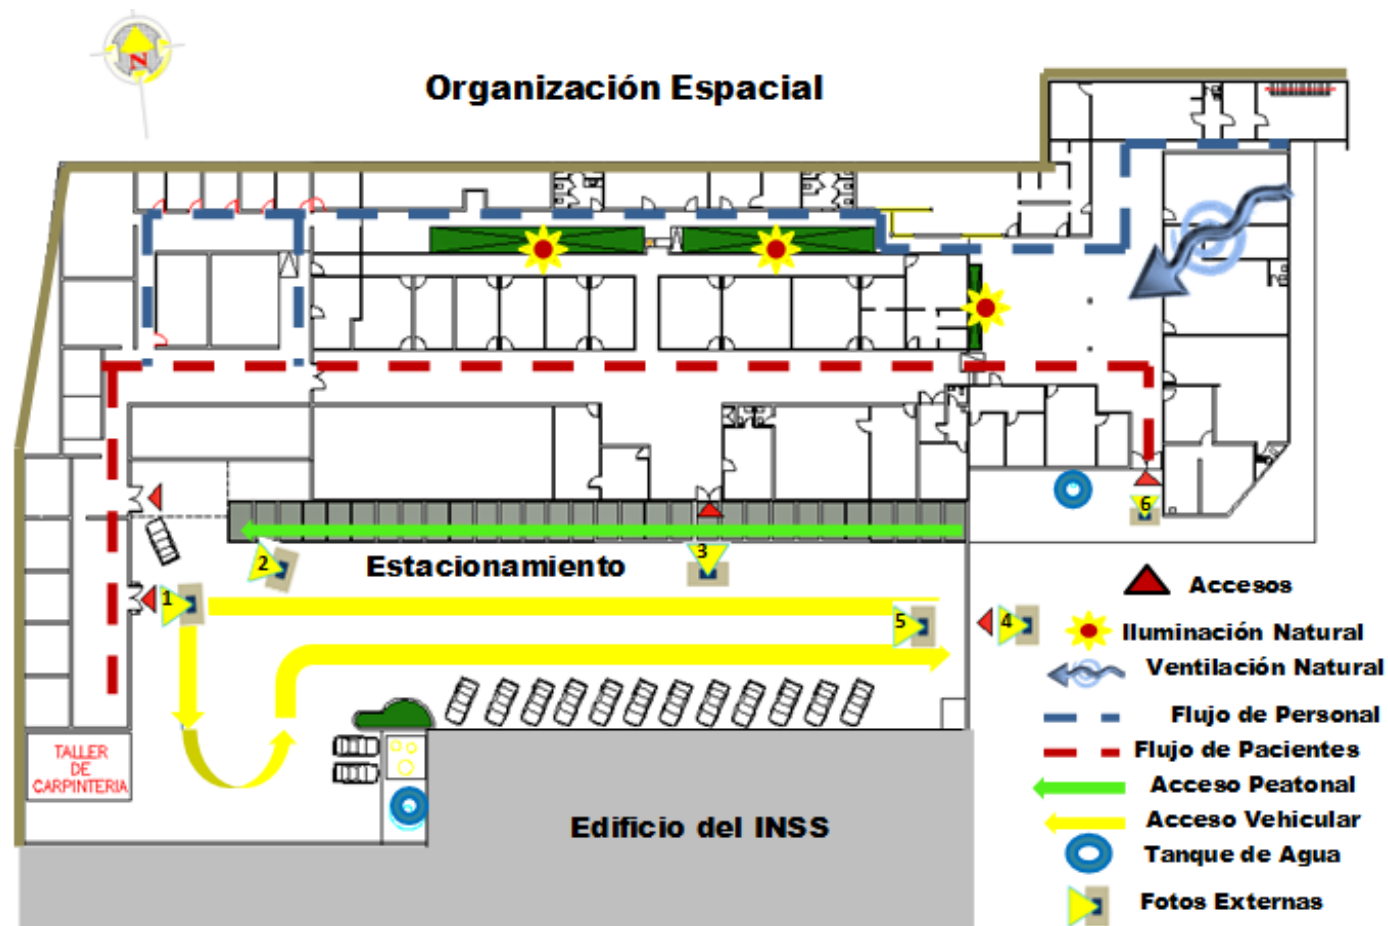 N
Organización Espacial
6
2
3
Estacionamiento
1
5
4
Accesos
Iluminación Natural
Ventilación Natural
Flujo de Personal
Flujo de Pacientes
Acceso Peatonal
Acceso Vehicular
Tanque de Agua
Fotos Externas
TALLER
DE
CARPINTERIA
Edificio del INSS